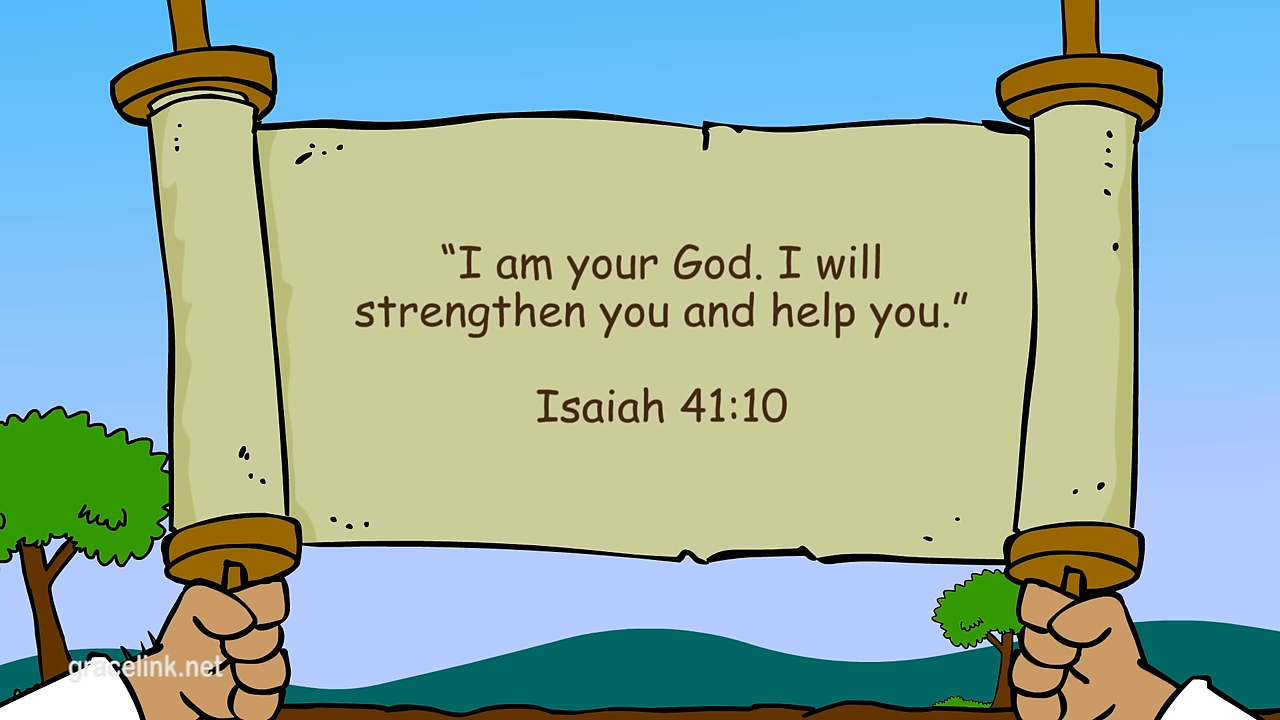 “I am your God. I will
strengthen you and help you.”
Isaiah 41:10
gracelink.net